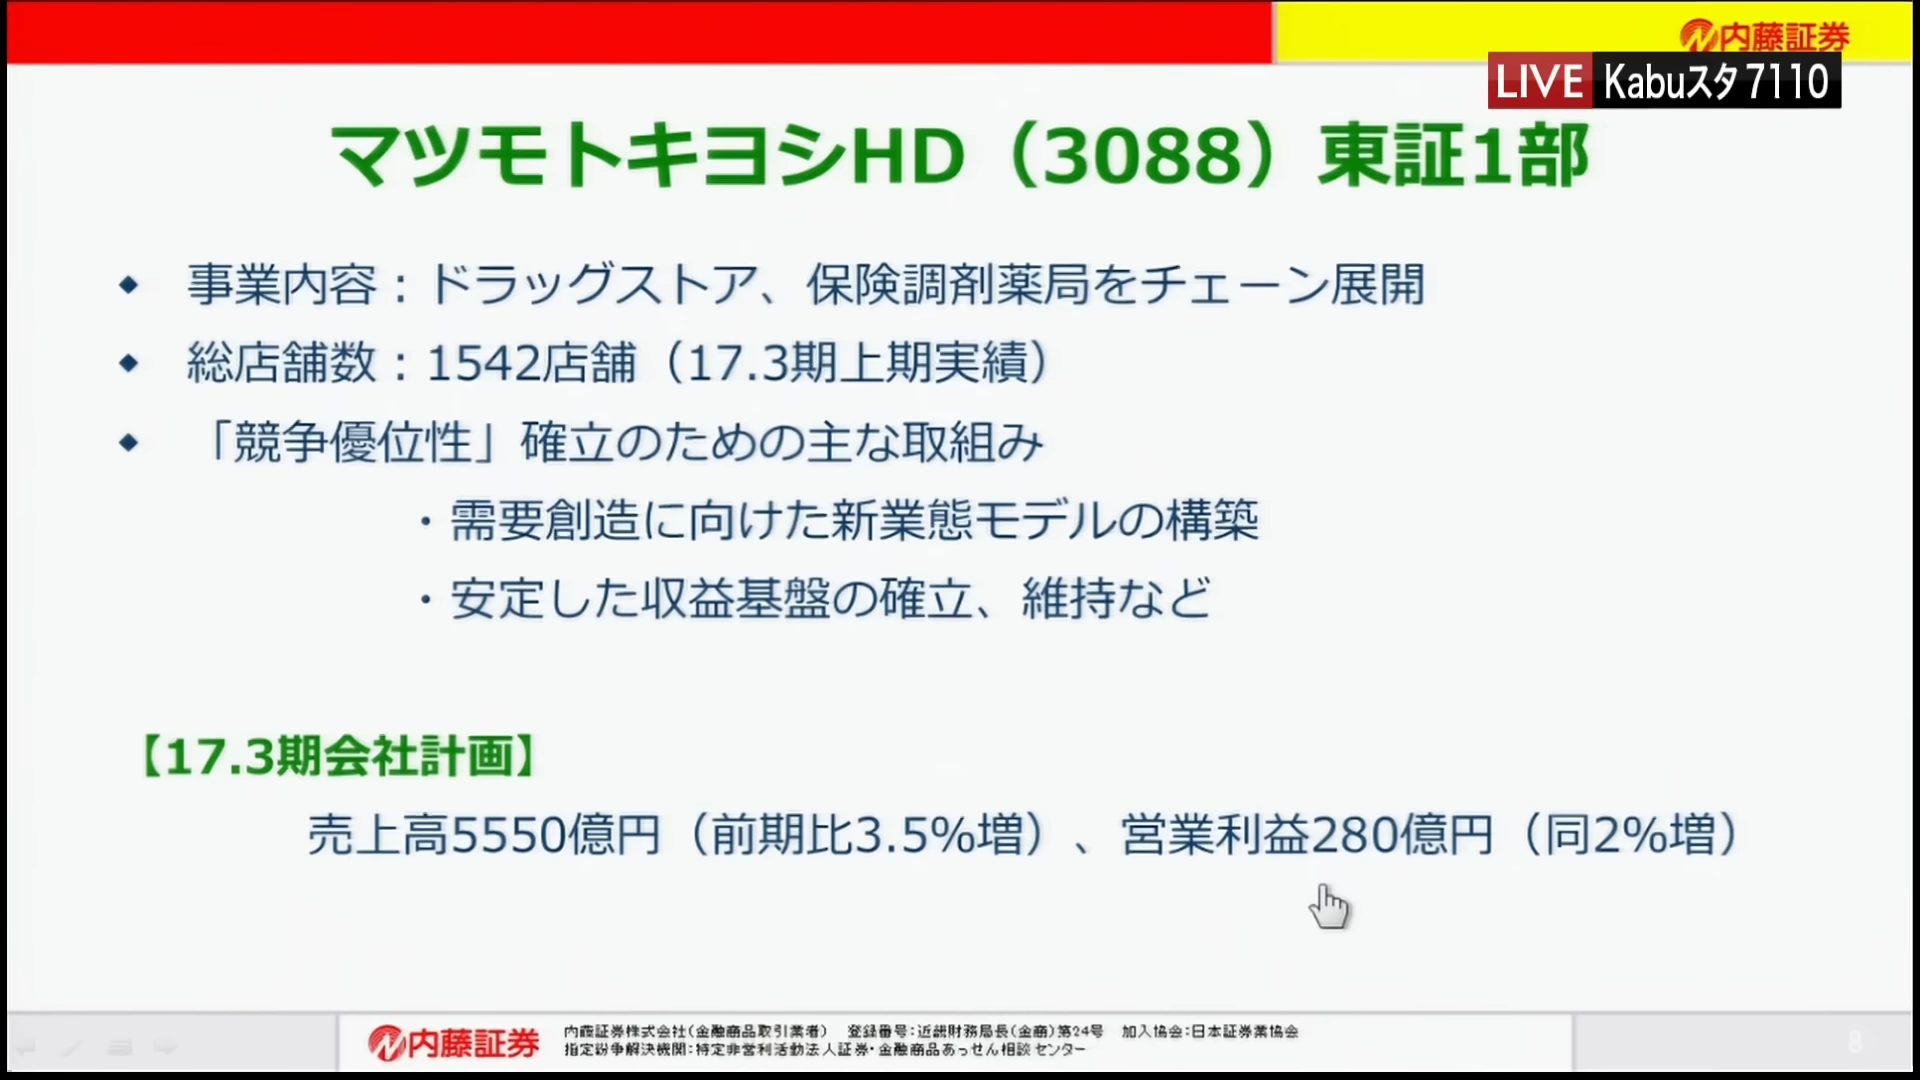 内藤証券
LIVE Kabuスタ 7110
マツモトキヨシHD（3088）東証1部
事業内容：ドラッグストア、保険調剤薬局をチェーン展開
総店舗数：1542店舗（17.3期上期実績）
「競争優位性」確立のための主な取組み
・需要創造に向けた新業態モデルの構築
・安定した収益基盤の確立、維持など
【17.3期会社計画】
売上高5550億円（前期比3.5%増）、営業利益280億円（同2%増）
内藤証券
内藤証券株式会社(金融商品取引業者) 登録番号：近畿財務局長(金商)第24号 加入協会：日本証券業協会
指定紛争解決機関：特定非営利活動法人証券・金融商品あっせん相談センター
8